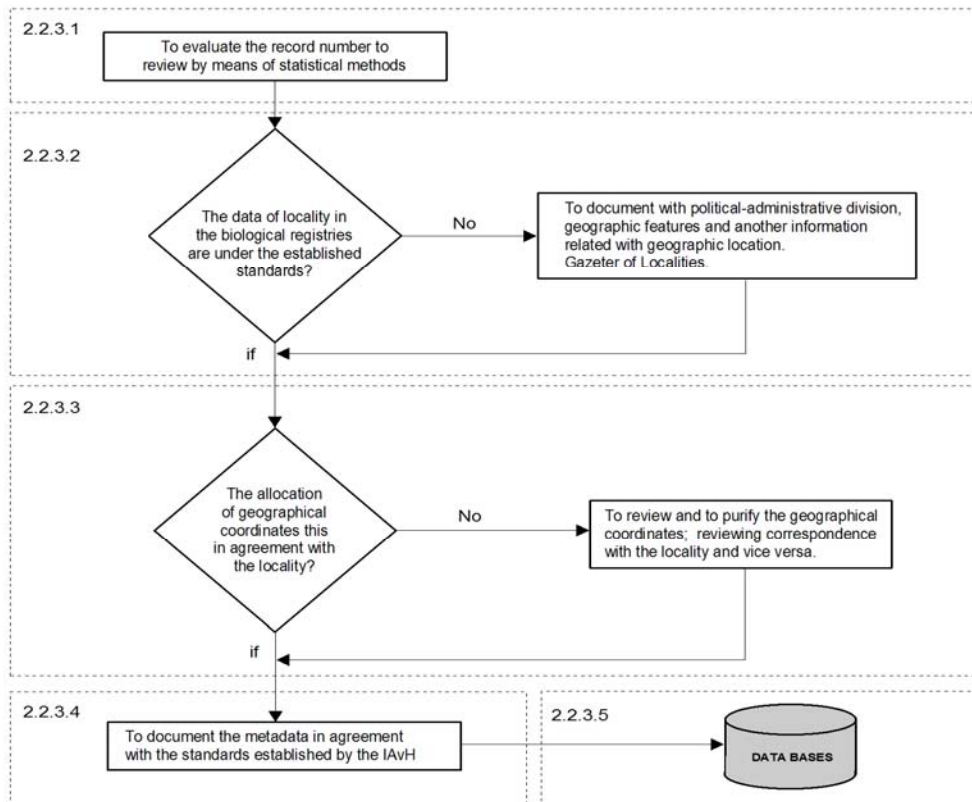 2.2.3.1
To evaluate the record number to
review by means of statistical methods
2.2.3.2
The data of locality in
the biological registries
are under the established
standards?
No
To document with political-administrative division,
geographic features and another information
related with geographic location.
Gazeter of Localities.
if
2.2.3.3
The allocation
of geographical
coordinates this
in agreement with
the locality?
No
To review and to purify the geographical
coordinates; reviewing correspondence
with the locality and vice versa.
if
2.2.3.4
To document the metadata in agreement
with the standards established by the IAvH
2.2.3.5
DATA BASES